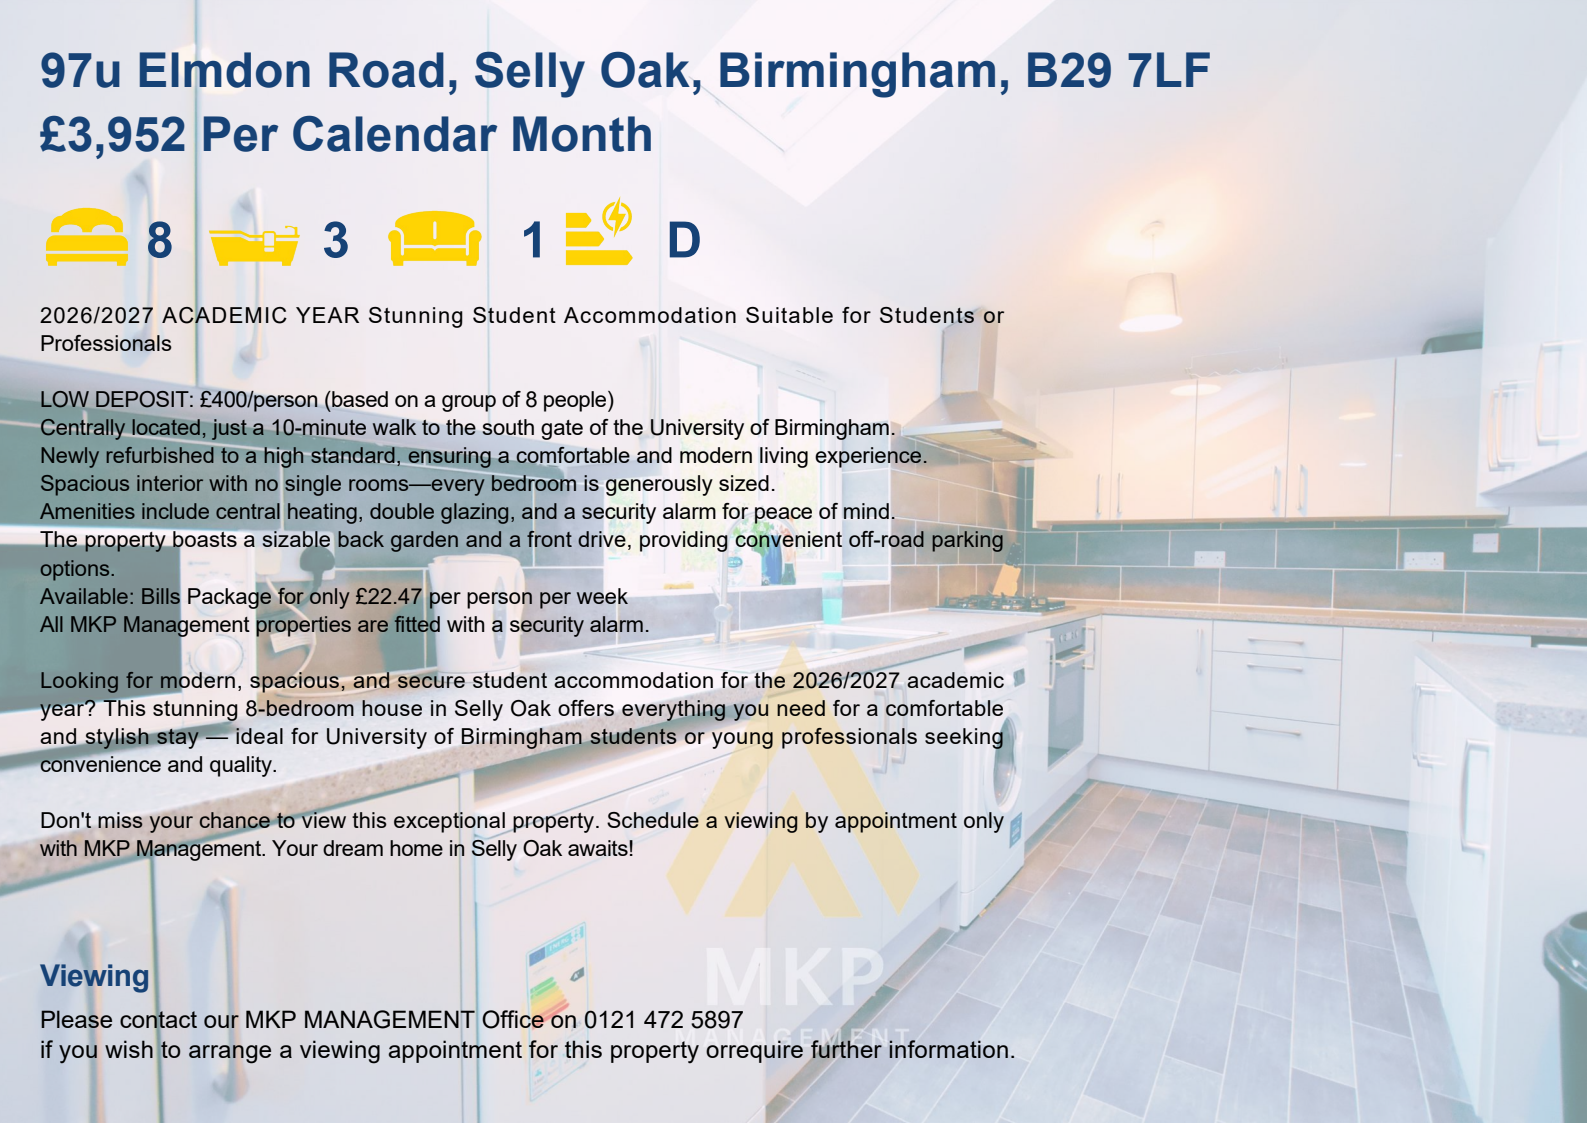 97u Elmdon Road, Selly Oak, Birmingham, B29 7LF
£3,952 Per Calendar Month
8 3 1 D
2026/2027 ACADEMIC YEAR Stunning Student Accommodation Suitable for Students or
Professionals
LOW DEPOSIT: £400/person (based on a group of 8 people)
Centrally located, just a 10-minute walk to the south gate of the University of Birmingham.
Newly refurbished to a high standard, ensuring a comfortable and modern living experience.
Spacious interior with no single rooms—every bedroom is generously sized.
Amenities include central heating, double glazing, and a security alarm for peace of mind.
The property boasts a sizable back garden and a front drive, providing convenient off-road parking
options.
Available: Bills Package for only £22.47 per person per week
All MKP Management properties are fitted with a security alarm.
Looking for modern, spacious, and secure student accommodation for the 2026/2027 academic
year? This stunning 8-bedroom house in Selly Oak offers everything you need for a comfortable
and stylish stay — ideal for University of Birmingham students or young professionals seeking
convenience and quality.
Don't miss your chance to view this exceptional property. Schedule a viewing by appointment only
with MKP Management. Your dream home in Selly Oak awaits!
MKP
MANAGEMENT
Viewing
Please contact our MKP MANAGEMENT Office on 0121 472 5897
if you wish to arrange a viewing appointment for this property orrequire further information.